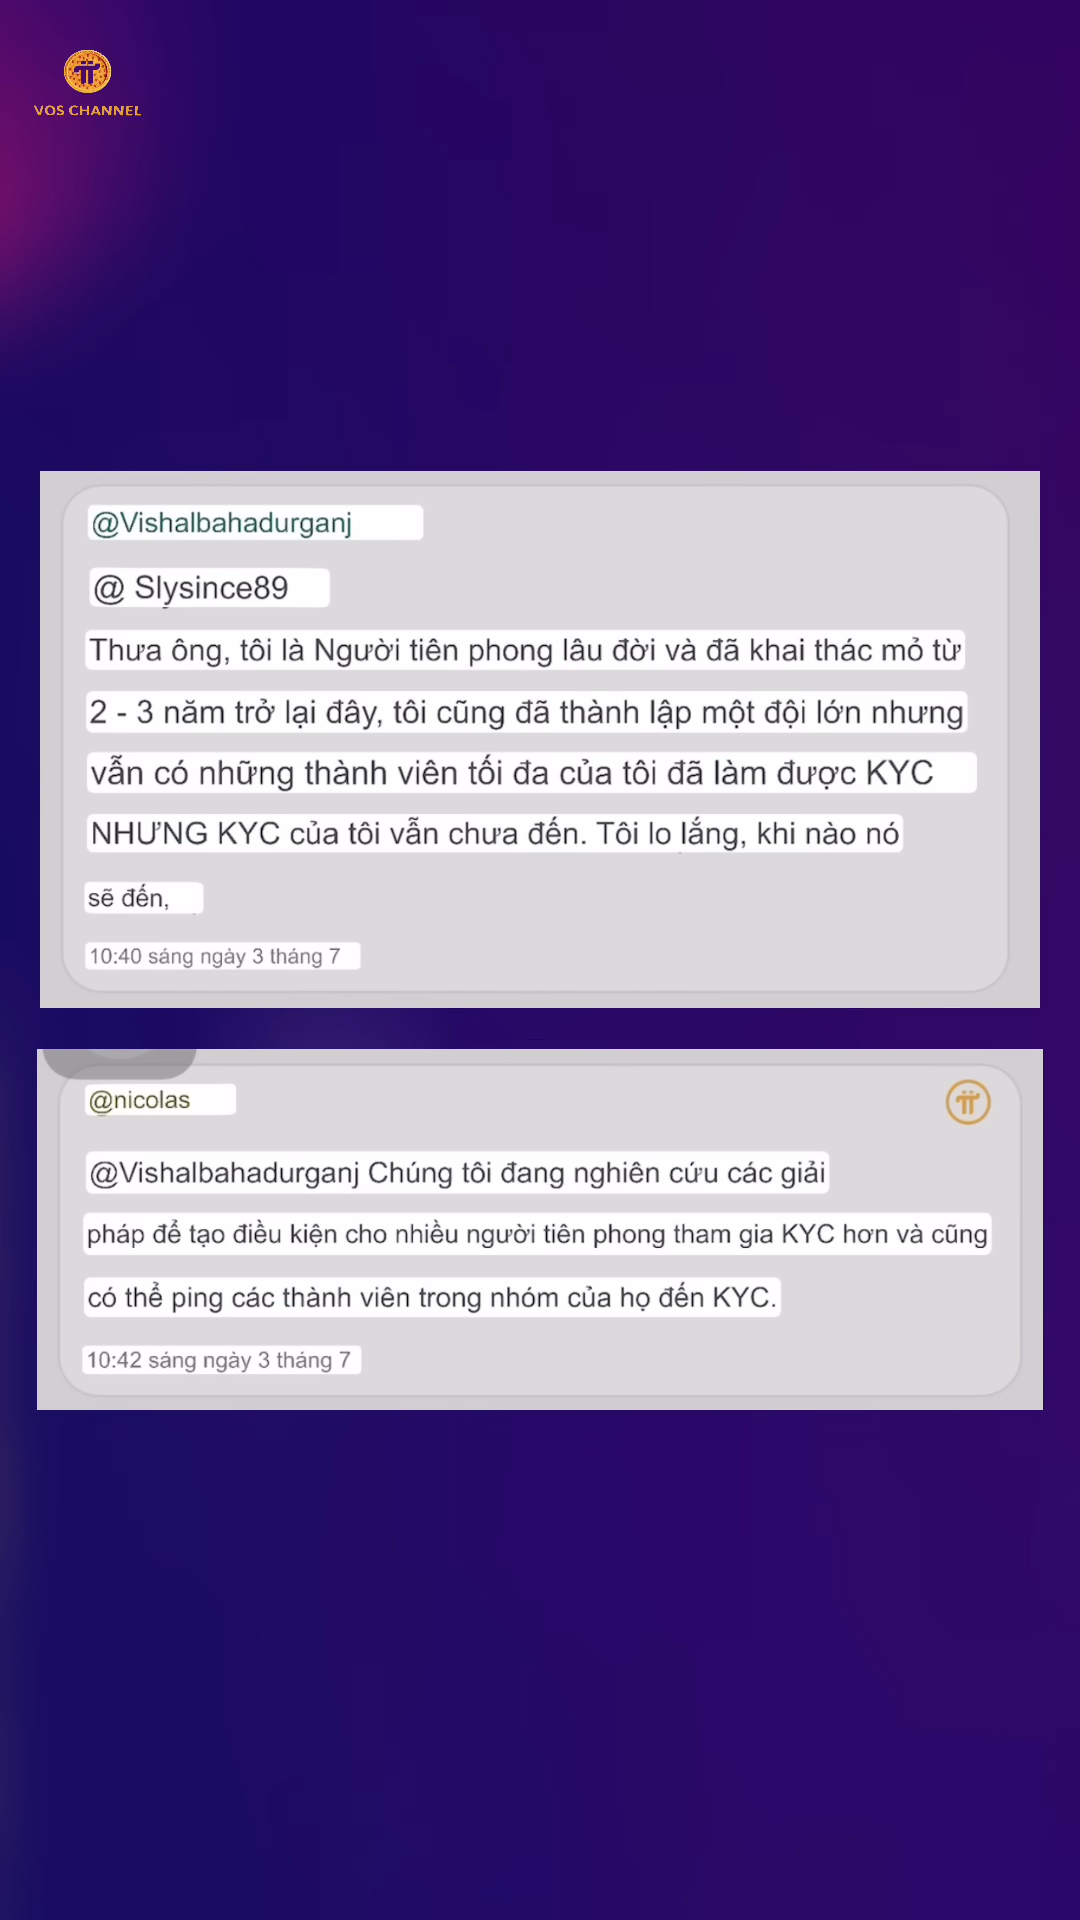 VOS CHANNEL
@Vishalbahadurganj
@ Slysince89
Thưa ông, tôi là Người tiên phong lâu đời và đã khai thác mỏ từ
2 - 3 năm trở lại đây, tôi cũng đã thành lập một đội lớn nhưng
vẫn có những thành viên tối đa của tôi đã làm được KYC
NHƯNG KYC của tôi vẫn chưa đến. Tôi lo lắng, khi nào nó
sẽ đến,
10:40 sáng ngày 3 tháng 7
@nicolas
@Vishalbahadurganj Chúng tôi đang nghiên cứu các giải
pháp để tạo điều kiện cho nhiều người tiên phong tham gia KYC hơn và cũng
có thể ping các thành viên trong nhóm của họ đến KYC.
10:42 sáng ngày 3 tháng 7